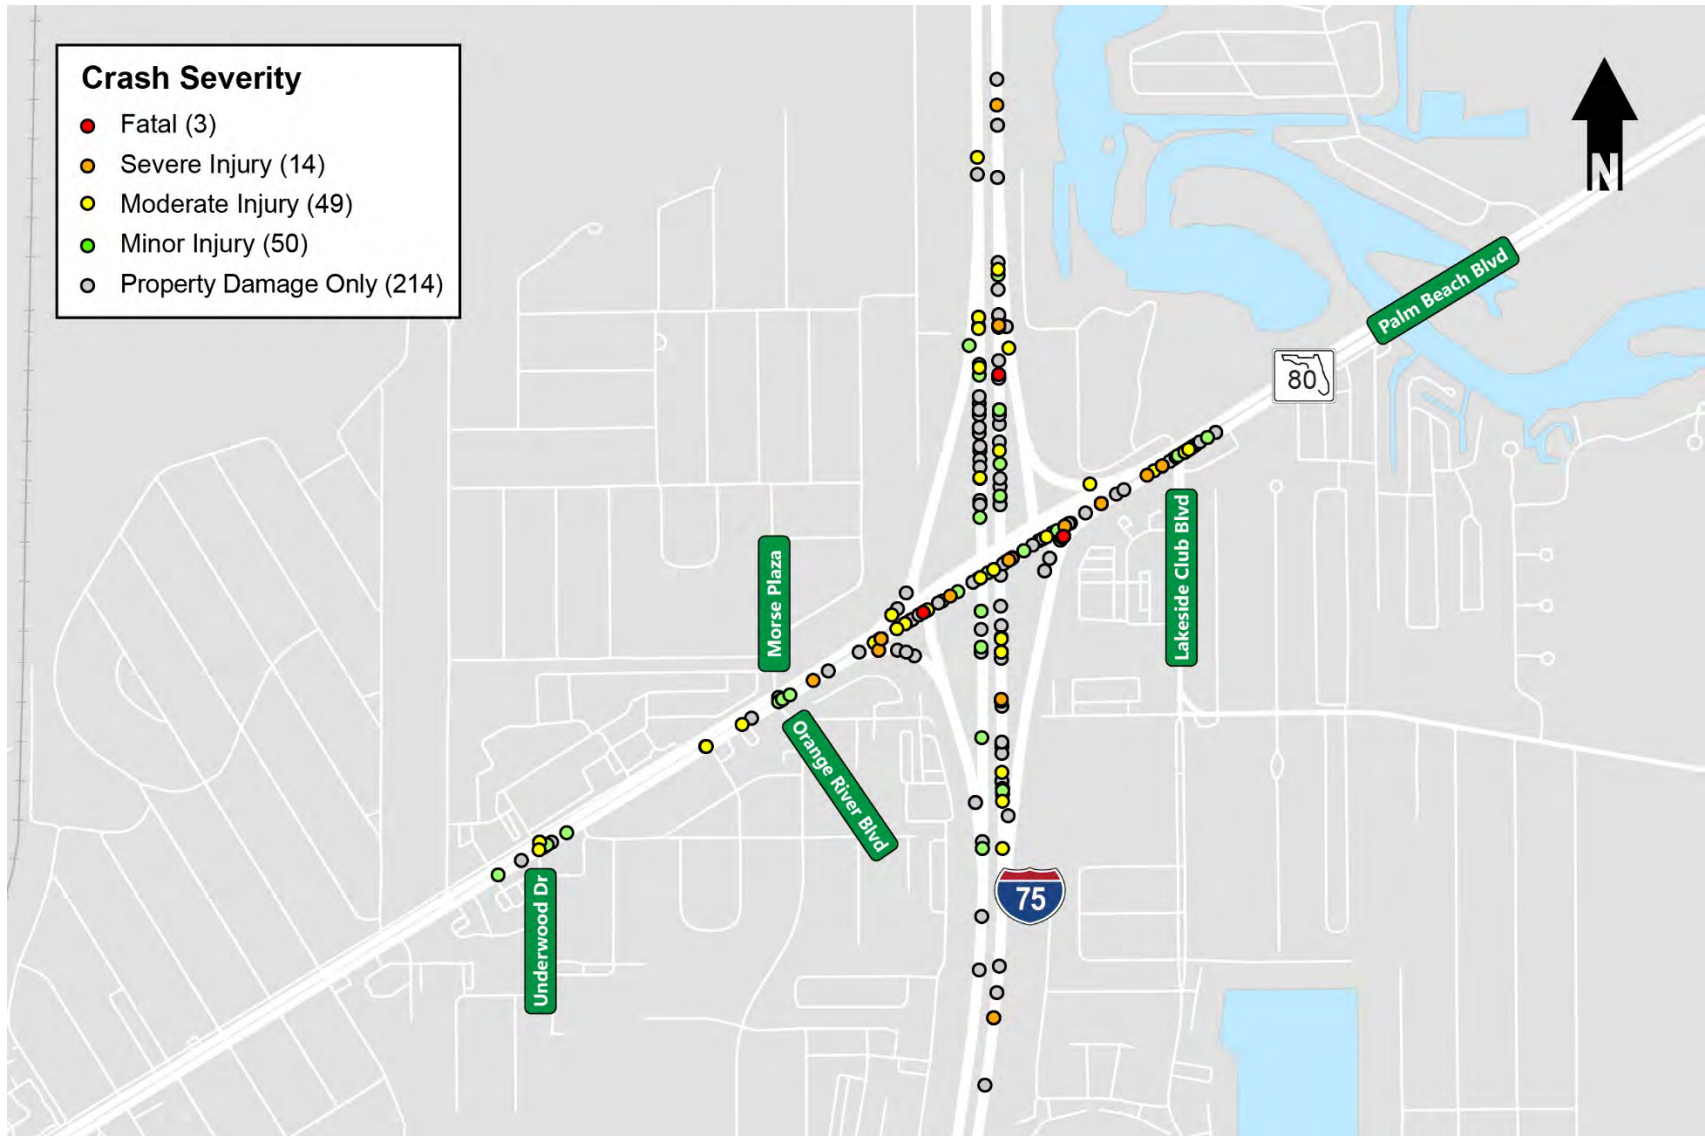 Crash Severity
Fatal (3)
Severe Injury (14)
Moderate Injury (49)
Minor Injury (50)
Property Damage Only (214)
N
Palm Beach Blvd
80
Morse Plaza
Lakeside Club Blvd
Orange River Blvd
75
Underwood Dr